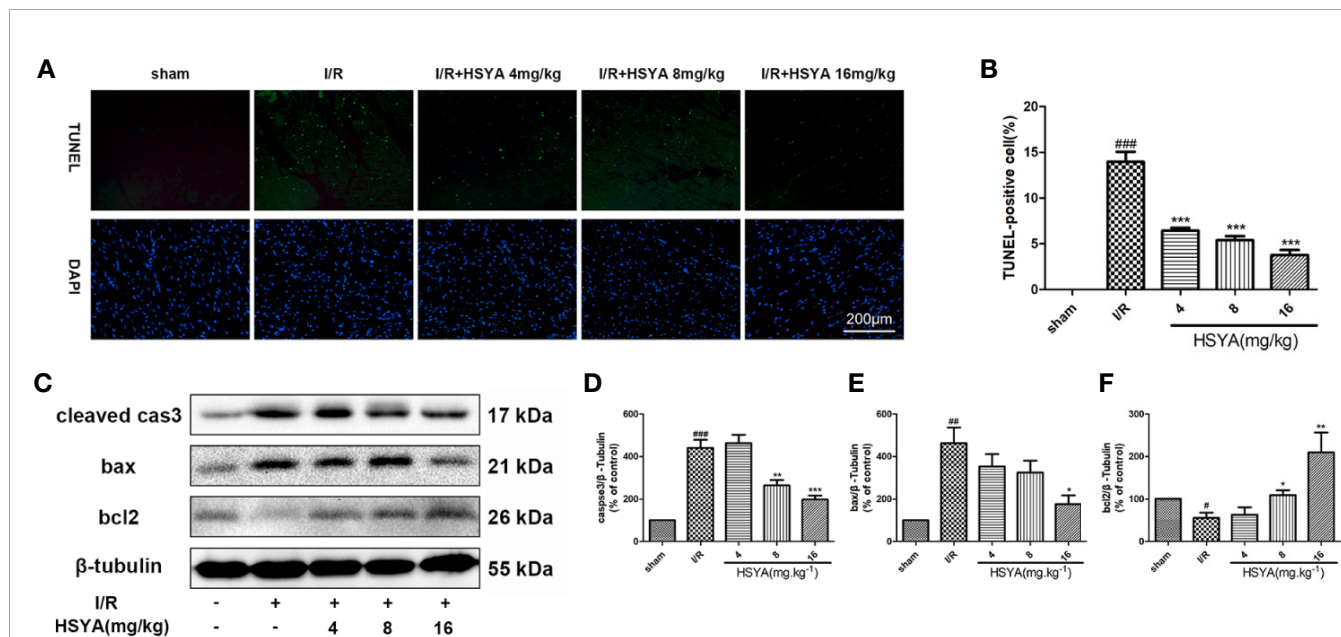 A
sham
I/R
I/R+HSYA 4mg/kg
I/R+HSYA 8mg/kg
I/R+HSYA 16mg/kg
TUNEL
DAPI
200μm
B
TUNEL-positive cell(%)
20
15
10
5
0
###
***
***
***
sham
I/R
4
8
16
HSYA(mg/kg)
C
cleaved cas3
17 kDa
bax
21 kDa
bcl2
26 kDa
β-tubulin
55 kDa
I/R - + + + +
HSYA(mg/kg) - - 4 8 16
D
caspse3/β -Tubulin
(% of control)
600
400
200
0
###
**
***
sham
I/R
4
8
16
HSYA(mg.kg⁻¹)
E
bax/β -Tubulin
(% of control)
600
400
200
0
##
*
sham
I/R
4
8
16
HSYA(mg.kg⁻¹)
F
bcl2/β -Tubulin
(% of control)
300
200
100
0
#
*
**
sham
I/R
4
8
16
HSYA(mg.kg⁻¹)